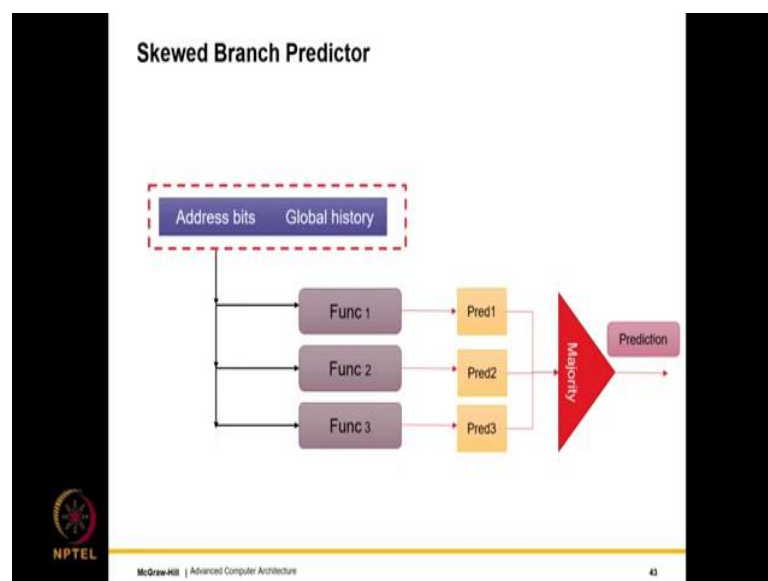 Skewed Branch Predictor
Address bits Global history
Func 1
Pred1
Func 2
Pred2
Func 3
Pred3
Majority
Prediction
NPTEL
McGraw-Hill | Advanced Computer Architecture
43